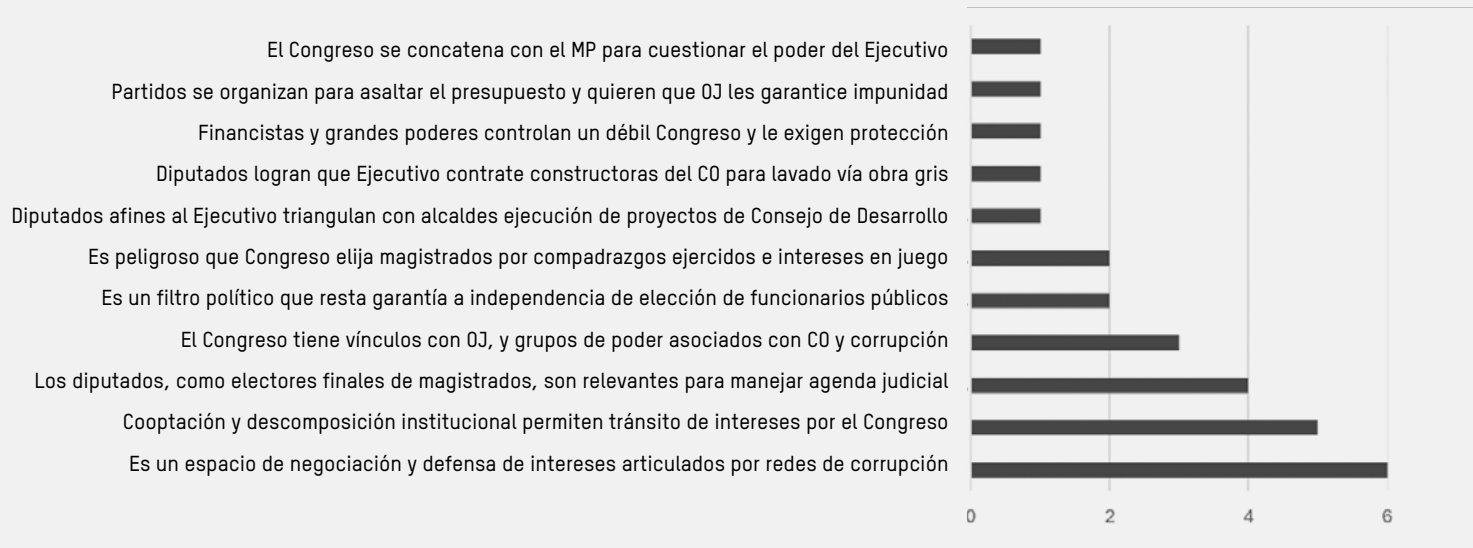 El Congreso se concatena con el MP para cuestionar el poder del Ejecutivo
Partidos se organizan para asaltar el presupuesto y quieren que OJ les garantice impunidad
Financistas y grandes poderes controlan un débil Congreso y le exigen protección
Diputados logran que Ejecutivo contrate constructoras del CO para lavado vía obra gris
Diputados afines al Ejecutivo triangulan con alcaldes ejecución de proyectos de Consejo de Desarrollo
Es peligroso que Congreso elija magistrados por compadrazgos ejercidos e intereses en juego
Es un filtro político que resta garantía a independencia de elección de funcionarios públicos
El Congreso tiene vínculos con OJ, y grupos de poder asociados con CO y corrupción
Los diputados, como electores finales de magistrados, son relevantes para manejar agenda judicial
Cooptación y descomposición institucional permiten tránsito de intereses por el Congreso
Es un espacio de negociación y defensa de intereses articulados por redes de corrupción
0 2 4 6